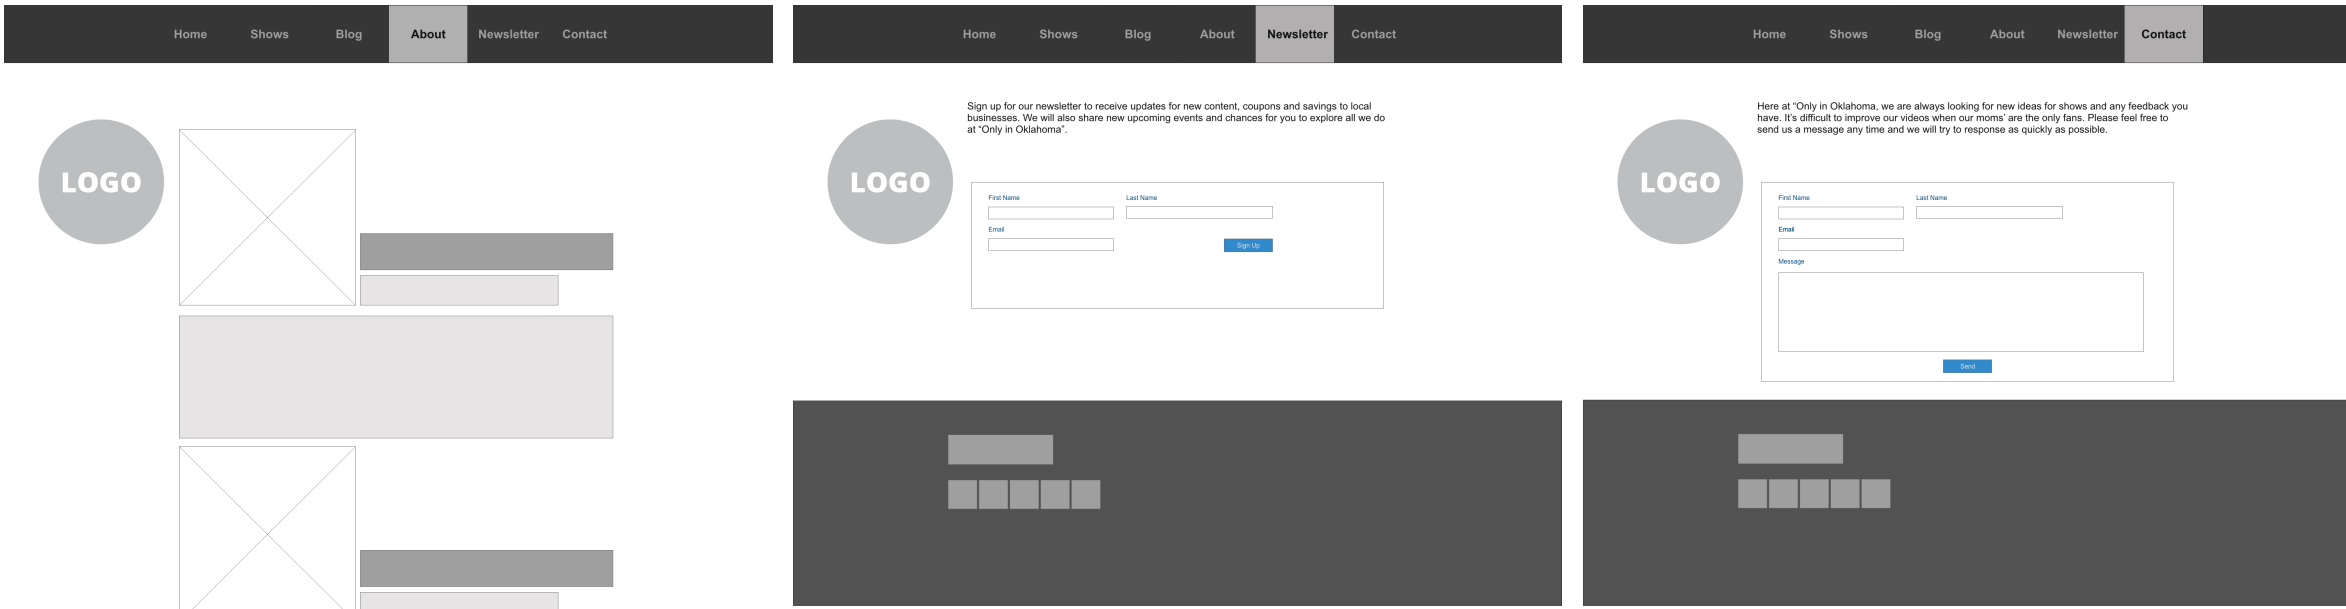 Home Shows Blog About Newsletter Contact
LOGO
Home Shows Blog About Newsletter Contact
Sign up for our newsletter to receive updates for new content, coupons and savings to local
businesses. We will also share new upcoming events and chances for you to explore all we do
at “Only in Oklahoma”.
LOGO
First Name Last Name
Email
Sign Up
Home Shows Blog About Newsletter Contact
Here at “Only in Oklahoma, we are always looking for new ideas for shows and any feedback you
have. It’s difficult to improve our videos when our moms’ are the only fans. Please feel free to
send us a message any time and we will try to response as quickly as possible.
LOGO
First Name Last Name
Email
Message
Send